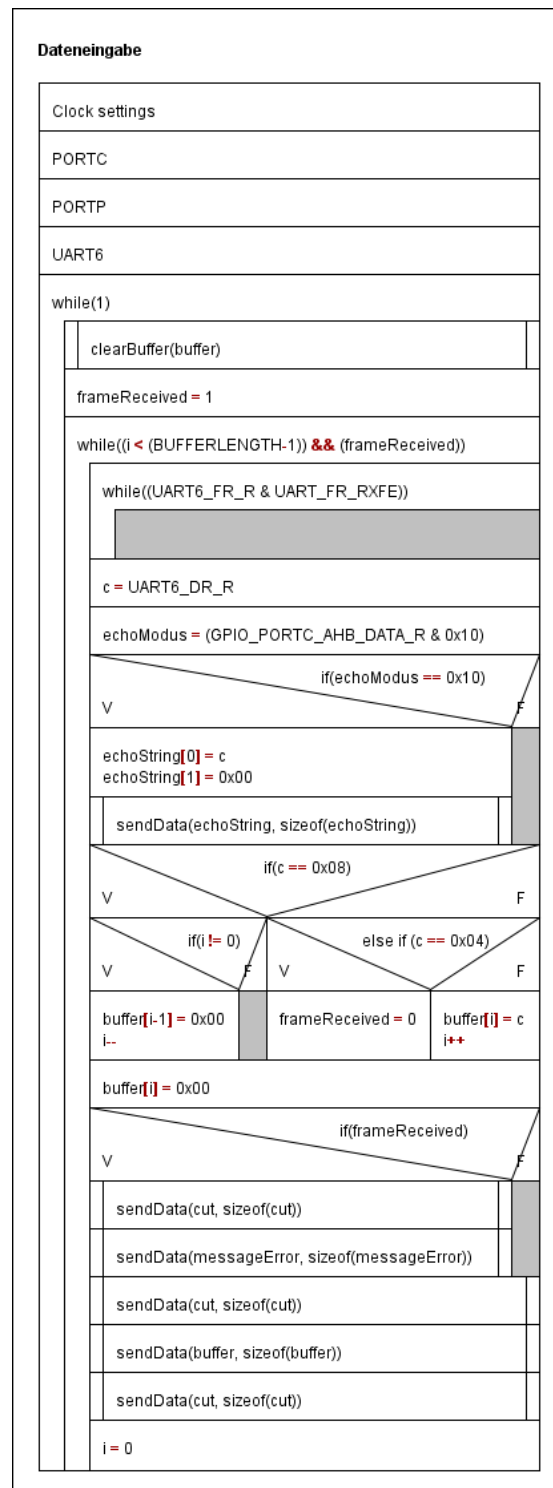 Dateneingabe
Clock settings
PORTC
PORTP
UART6
while(1)
clearBuffer(buffer)
frameReceived = 1
while((i < (BUFFERLENGTH-1)) && (frameReceived))
while((UART6_FR_R & UART_FR_RXFE))
c = UART6_DR_R
echoModus = (GPIO_PORTC_AHB_DATA_R & 0x10)
if(echoModus == 0x10)
V F
echoString[0] = c
echoString[1] = 0x00
sendData(echoString, sizeof(echoString))
if(c == 0x08)
V F
if(i != 0) else if (c == 0x04)
V F V F
buffer[i-1] = 0x00 frameReceived = 0 buffer[i] = c
i-- i++
buffer[i] = 0x00
if(frameReceived)
V F
sendData(cut, sizeof(cut))
sendData(messageError, sizeof(messageError))
sendData(cut, sizeof(cut))
sendData(buffer, sizeof(buffer))
sendData(cut, sizeof(cut))
i = 0